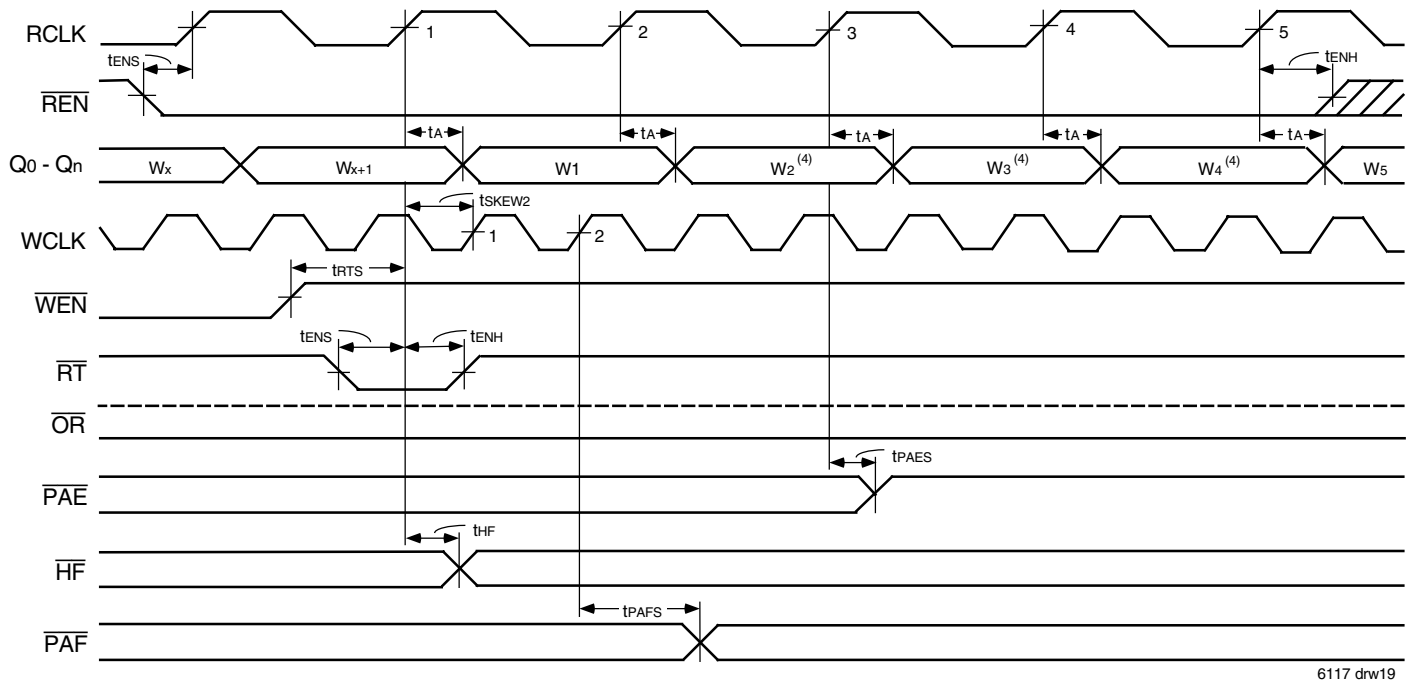 RCLK 1 2 3 4 5
tENS tENH
REN
tA tA tA tA tA
Q0 - Qn Wx Wx+1 W1 W2(4) W3(4) W4(4) W5
tSKEW2
WCLK 1 2
tRTS
WEN
tENS tENH
RT
OR
tPAES
PAE
tHF
HF
tPAFS
PAF
6117 drw19